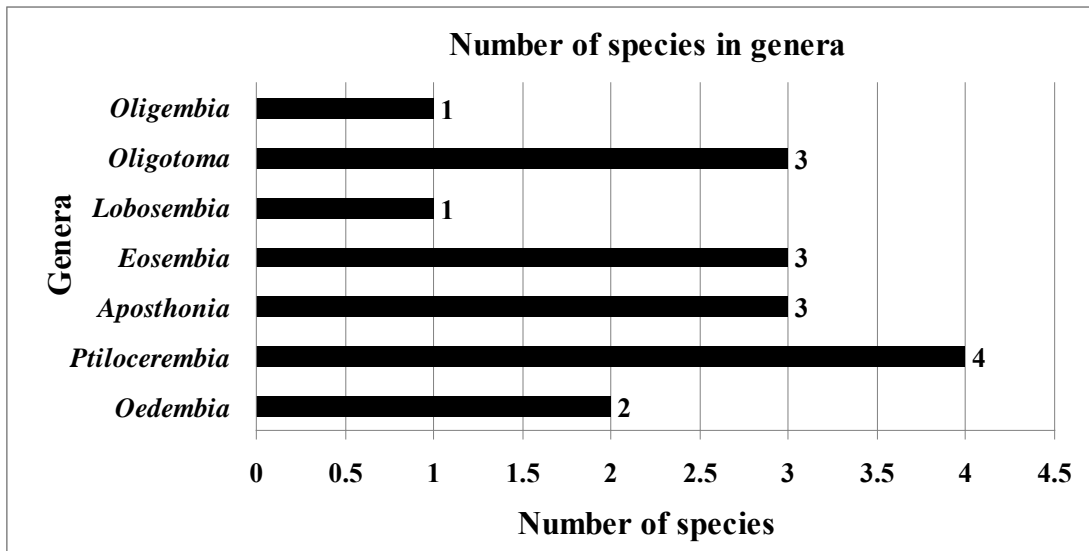 Number of species in genera
Genera
Oligembia
1
Oligotoma
3
Lobosembia
1
Eosembia
3
Aposthonia
3
Ptilocerembia
4
Oedembia
2
0 0.5 1 1.5 2 2.5 3 3.5 4 4.5
Number of species